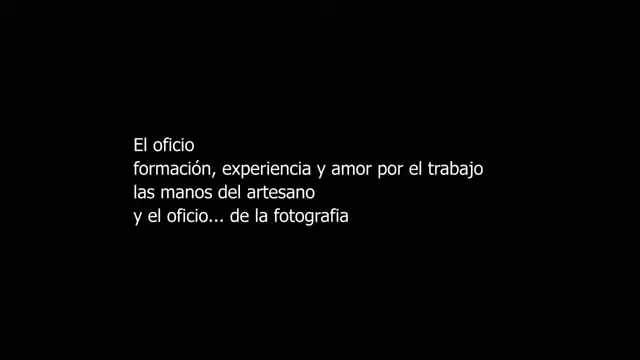 El oficio
formación, experiencia y amor por el trabajo
las manos del artesano
y el oficio... de la fotografia